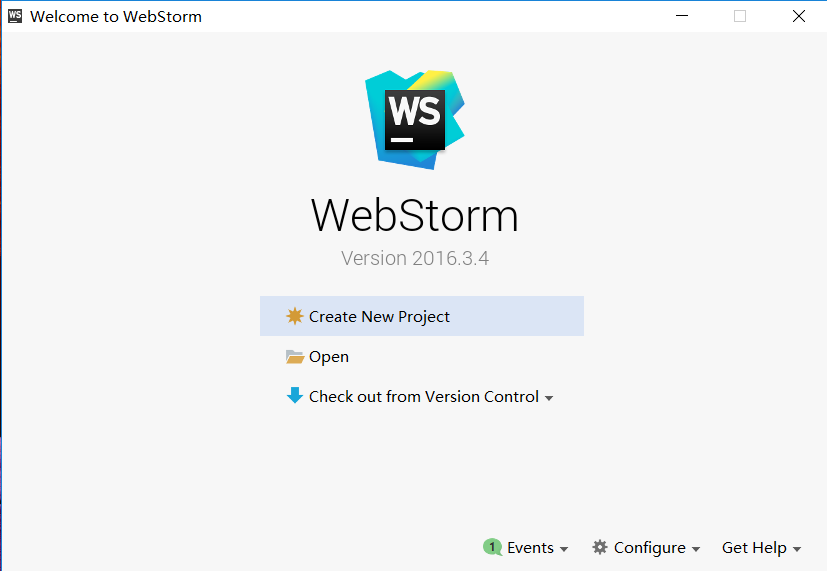 WS Welcome to WebStorm
WS
WebStorm
Version 2016.3.4
Create New Project
Open
Check out from Version Control
1 Events Configure Get Help